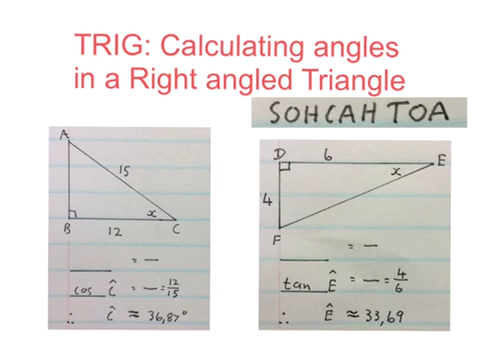 TRIG: Calculating angles
in a Right angled Triangle
SOHCAHTOA
A
15
x
B
12
C
= —
cos Ĉ = — = 12/15
∴ Ĉ ≈ 36,87°
D
6
E
x
4
F
= —
tan Ê = — = 4/6
∴ Ê ≈ 33,69